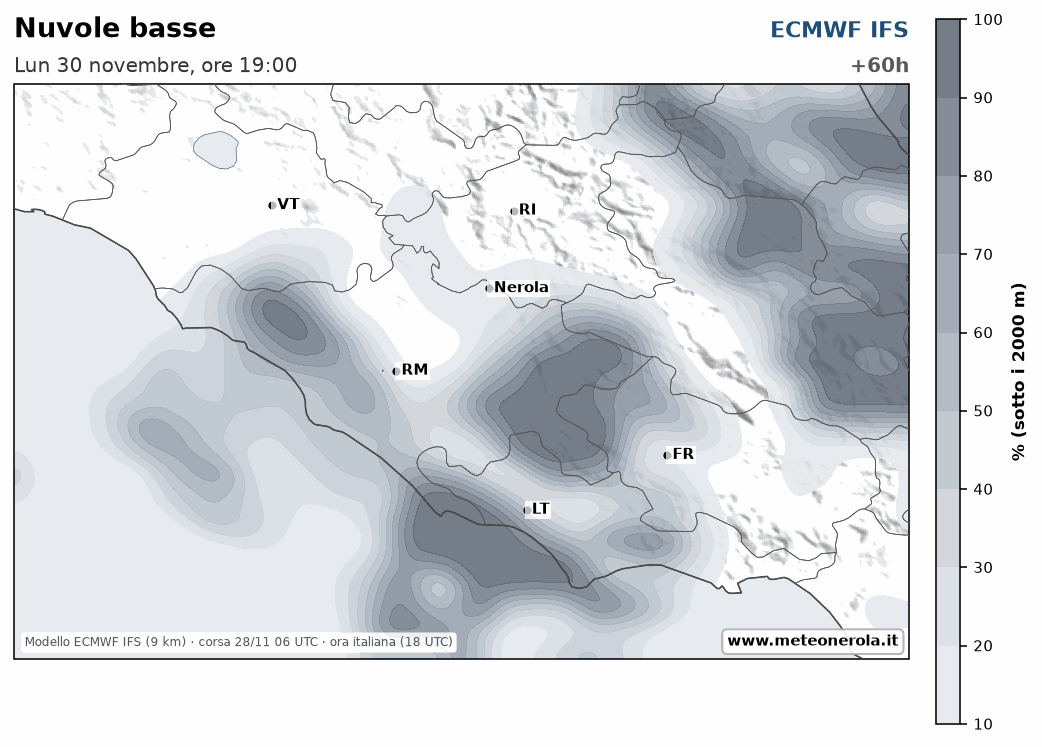 Nuvole basse
ECMWF IFS
Lun 30 novembre, ore 19:00
+60h
VT
RI
Nerola
RM
FR
LT
Modello ECMWF IFS (9 km) · corsa 28/11 06 UTC · ora italiana (18 UTC)
www.meteonerola.it
100
90
80
70
60
50
40
30
20
10
% (sotto i 2000 m)